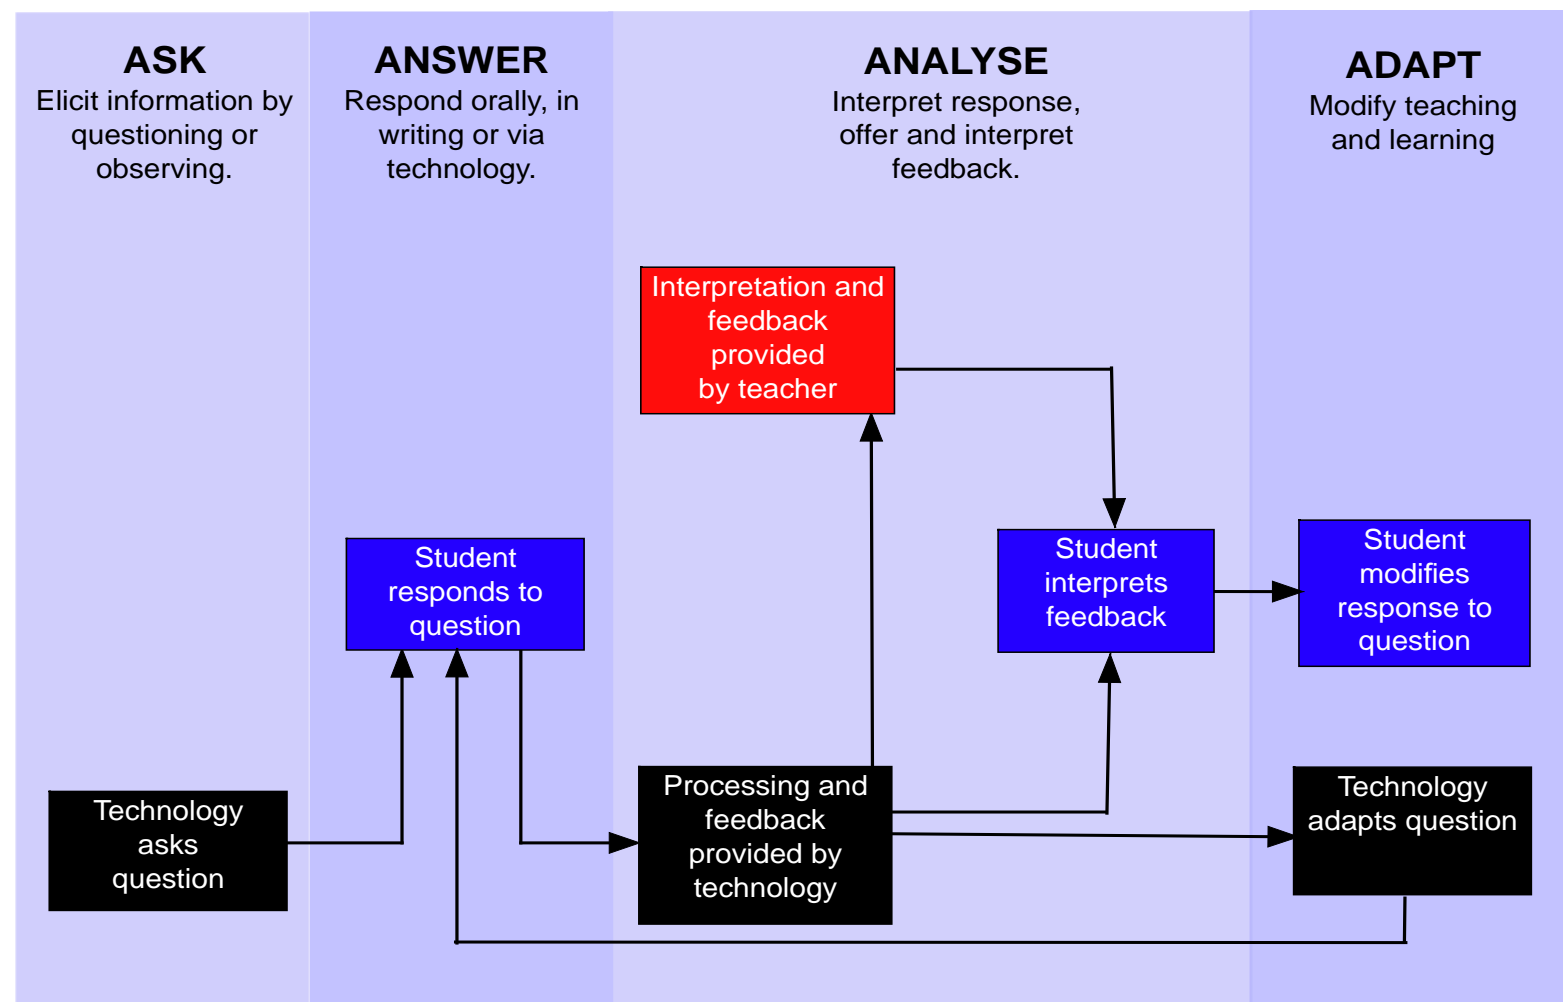 ASK
Elicit information by
questioning or
observing.
ANSWER
Respond orally, in
writing or via
technology.
ANALYSE
Interpret response,
offer and interpret
feedback.
ADAPT
Modify teaching
and learning
Interpretation and
feedback
provided
by teacher
Student
responds to
question
Student
interprets
feedback
Student
modifies
response to
question
Technology
asks
question
Processing and
feedback
provided by
technology
Technology
adapts question